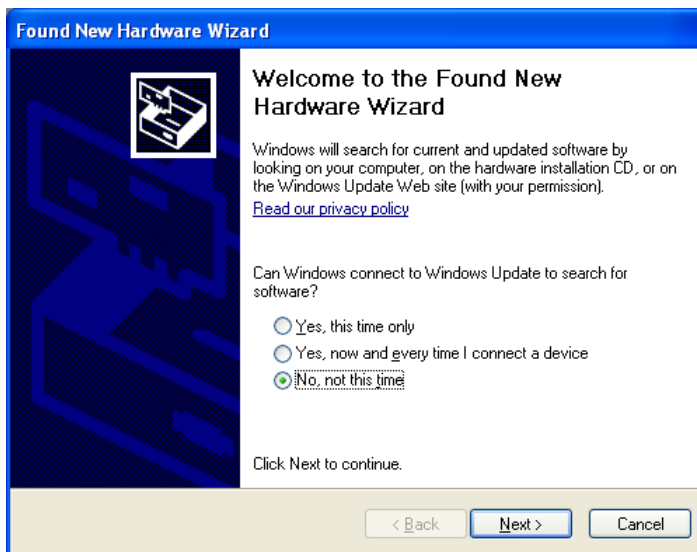 Found New Hardware Wizard
Welcome to the Found New
Hardware Wizard
Windows will search for current and updated software by
looking on your computer, on the hardware installation CD, or on
the Windows Update Web site (with your permission).
Read our privacy policy
Can Windows connect to Windows Update to search for
software?
Yes, this time only
Yes, now and every time I connect a device
No, not this time
Click Next to continue.
< Back
Next >
Cancel